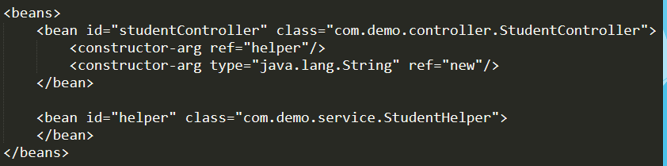 <beans>
    <bean id="studentController" class="com.demo.controller.StudentController">
        <constructor-arg ref="helper"/>
        <constructor-arg type="java.lang.String" ref="new"/>
    </bean>

    <bean id="helper" class="com.demo.service.StudentHelper">
    </bean>
</beans>